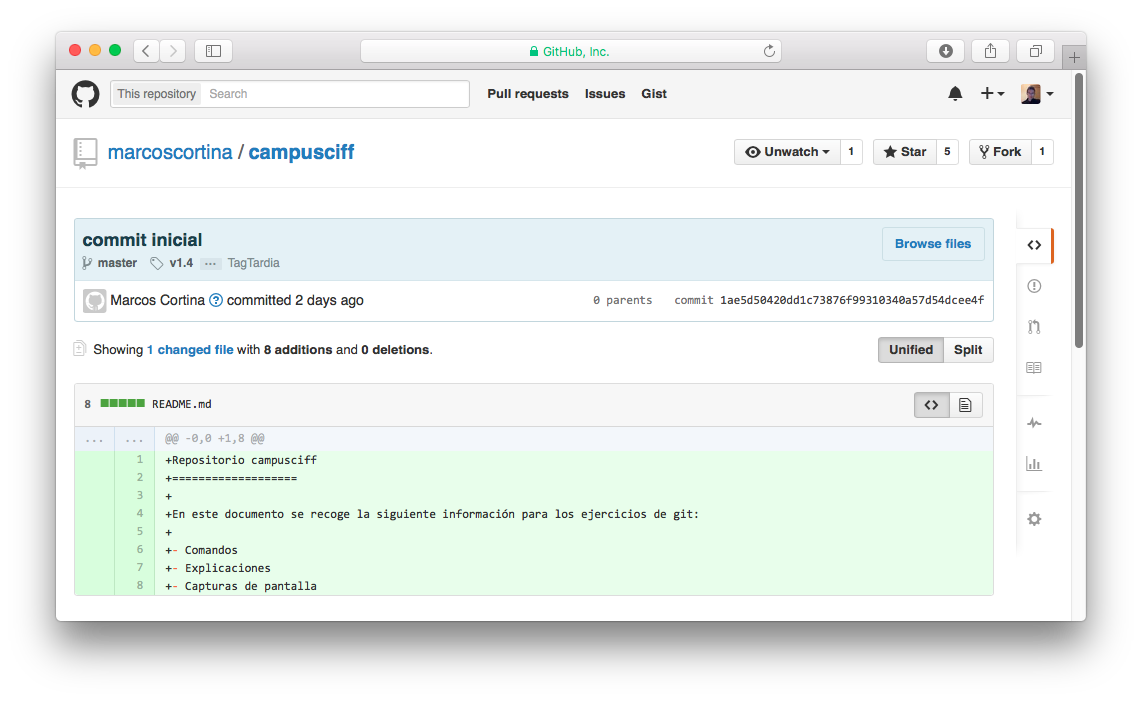 GitHub, Inc.
This repository Search Pull requests Issues Gist
marcoscortina / campusciff Unwatch 1 Star 5 Fork 1
commit inicial
Browse files
master v1.4 ... TagTardia
Marcos Cortina ? committed 2 days ago 0 parents commit 1ae5d50420dd1c73876f99310340a57d54dcee4f
Showing 1 changed file with 8 additions and 0 deletions. Unified Split
8 README.md
... ... @@ -0,0 +1,8 @@
1 +Repositorio campusciff
2 +===================
3 +
4 +En este documento se recoge la siguiente información para los ejercicios de git:
5 +
6 +- Comandos
7 +- Explicaciones
8 +- Capturas de pantalla